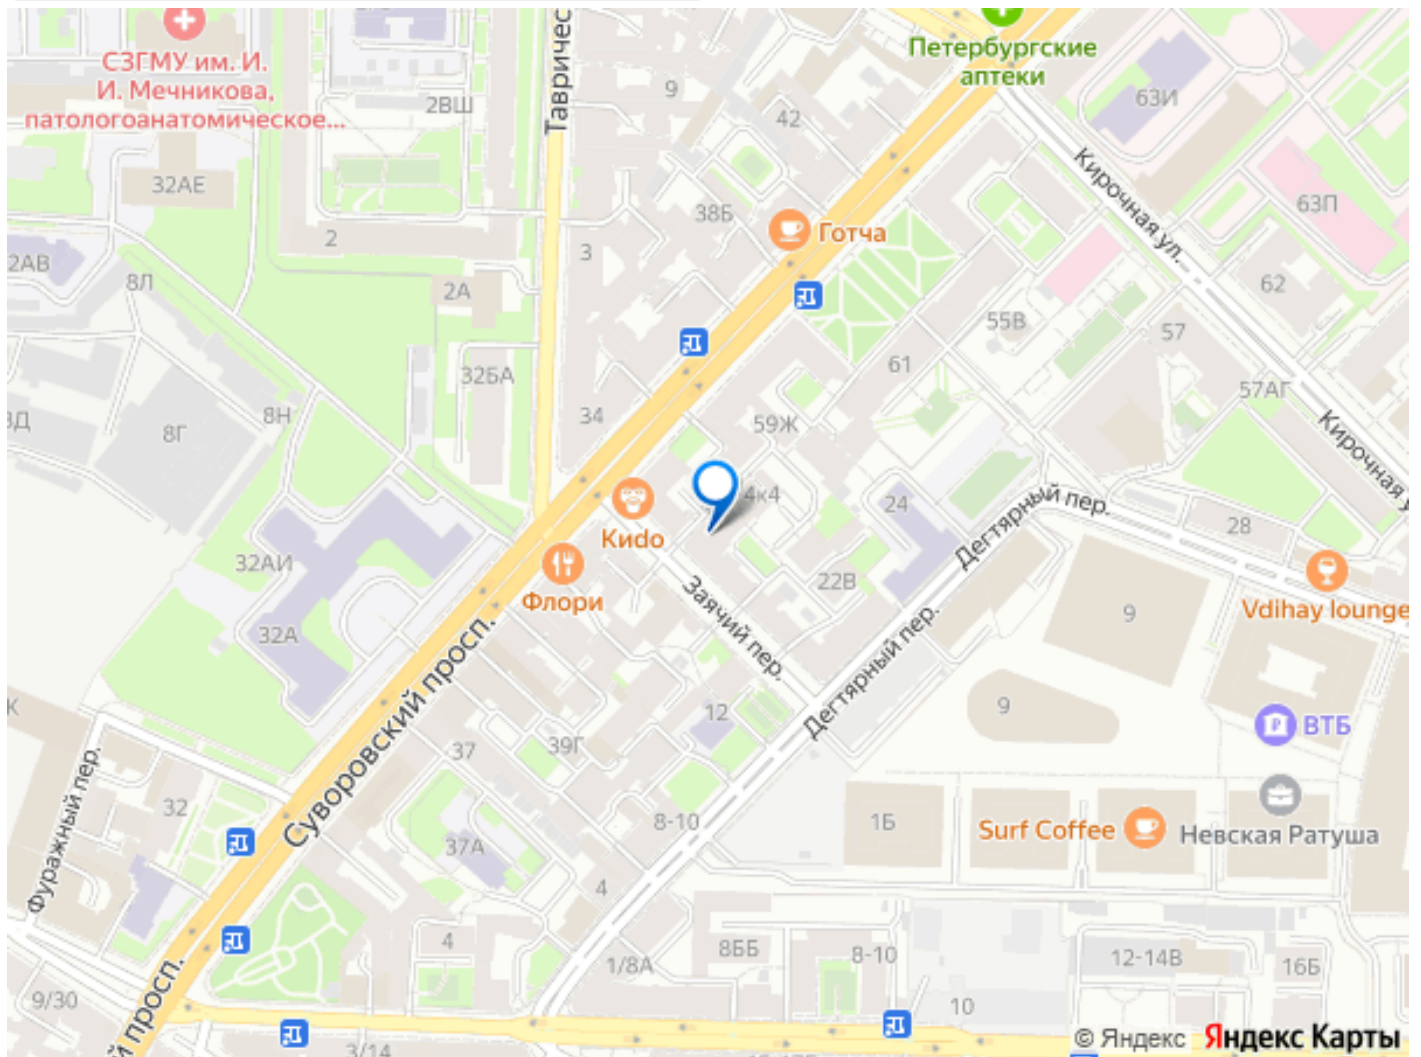 СЗГМУ им. И.
И. Мечникова,
патологоанатомическое...
Тавричес
Петербургские
аптеки
9
2ВШ
42
63И
32АЕ
Кирочная ул.
38Б
63П
Готча
2
3
2АВ
8Л
2А
62
55В
57
32БА
61
57АГ
34
8Н
59Ж
8Г
Кирочная у
4к4
24
Дегтярный пер.
28
Киdo
Дегтярный пер.
32АИ
22В
Флори
Заячий пер.
Vdihay lounge
9
32А
Суворовский просп.
Дегтярный пер.
9
12
ВТБ
К
39Г
37
Фуражный пер.
32
8-10
1Б
Surf Coffee
Невская Ратуша
37А
4
4
8ББ
8-10
12-14В
16Б
1/8А
9/30
й просп.
10
3/14
© Яндекс Яндекс Карты